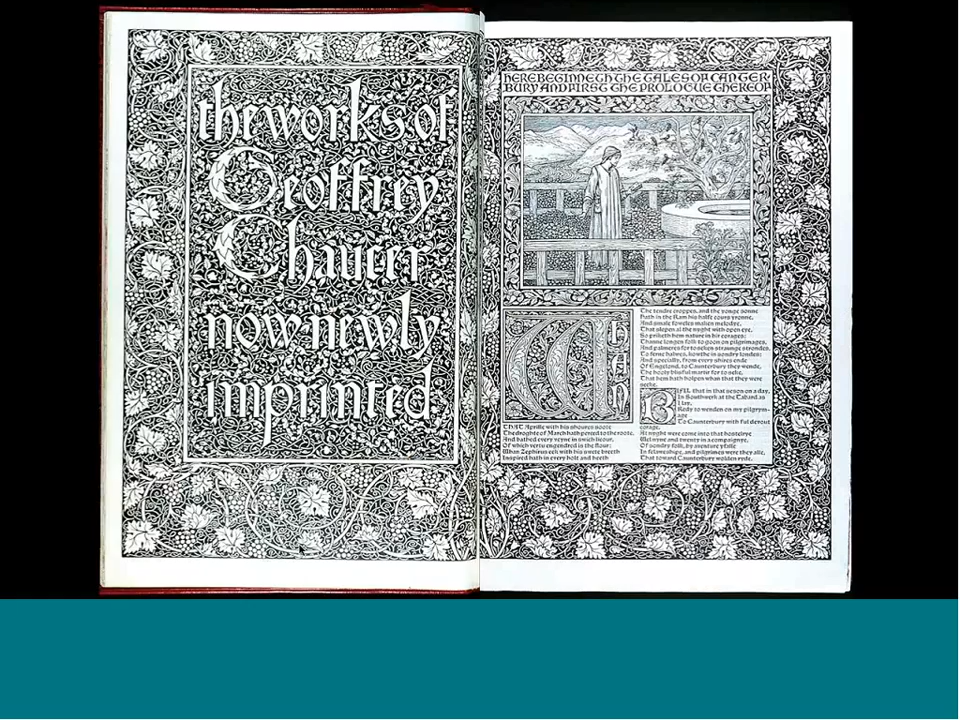 the works of
Geoffrey
Chaucer
now newly
imprinted
HERE BEGINNETH THE TALES OF CANTER-
BURY AND FIRST THE PROLOGUE THEREOF
WHAN
THAT Aprille with his shoures soote
The droghte of March hath perced to the roote,
And bathed every veyne in swich licour,
Of which vertu engendred is the flour;
Whan Zephirus eek with his swete breeth
Inspired hath in every holt and heeth
The tendre croppes, and the yonge sonne
Hath in the Ram his halfe cours yronne,
And smale foweles maken melodye,
That slepen al the nyght with open eye,
So priketh hem nature in hir corages;
Thanne longen folk to goon on pilgrimages,
And palmeres for to seken straunge strondes,
To ferne halwes, kowthe in sondry londes;
And specially, from every shires ende
Of Engelond, to Caunterbury they wende,
The hooly blisful martir for to seke,
That hem hath holpen whan that they were
seeke.
BIFIL that in that seson on a day,
In Southwerk at the Tabard as
I lay,
Redy to wenden on my pilgrym-
age
To Caunterbury with ful devout
corage,
At nyght were come into that hostelrye
Wel nyne and twenty in a compaignye,
Of sondry folk, by aventure yfalle
In felaweshipe, and pilgrimes were they alle,
That toward Caunterbury wolden ryde.